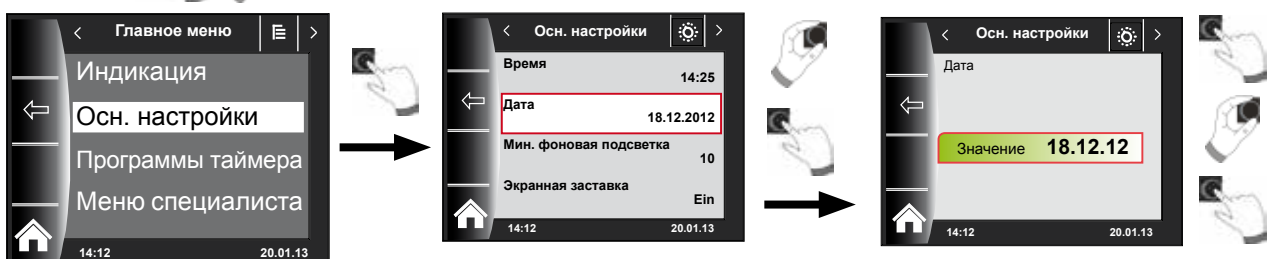 Главное меню
Индикация
Осн. настройки
Программы таймера
Меню специалиста
14:12 20.01.13
Осн. настройки
Время
14:25
Дата
18.12.2012
Мин. фоновая подсветка
10
Экранная заставка
Ein
14:12 20.01.13
Осн. настройки
Дата
Значение 18.12.12
14:12 20.01.13